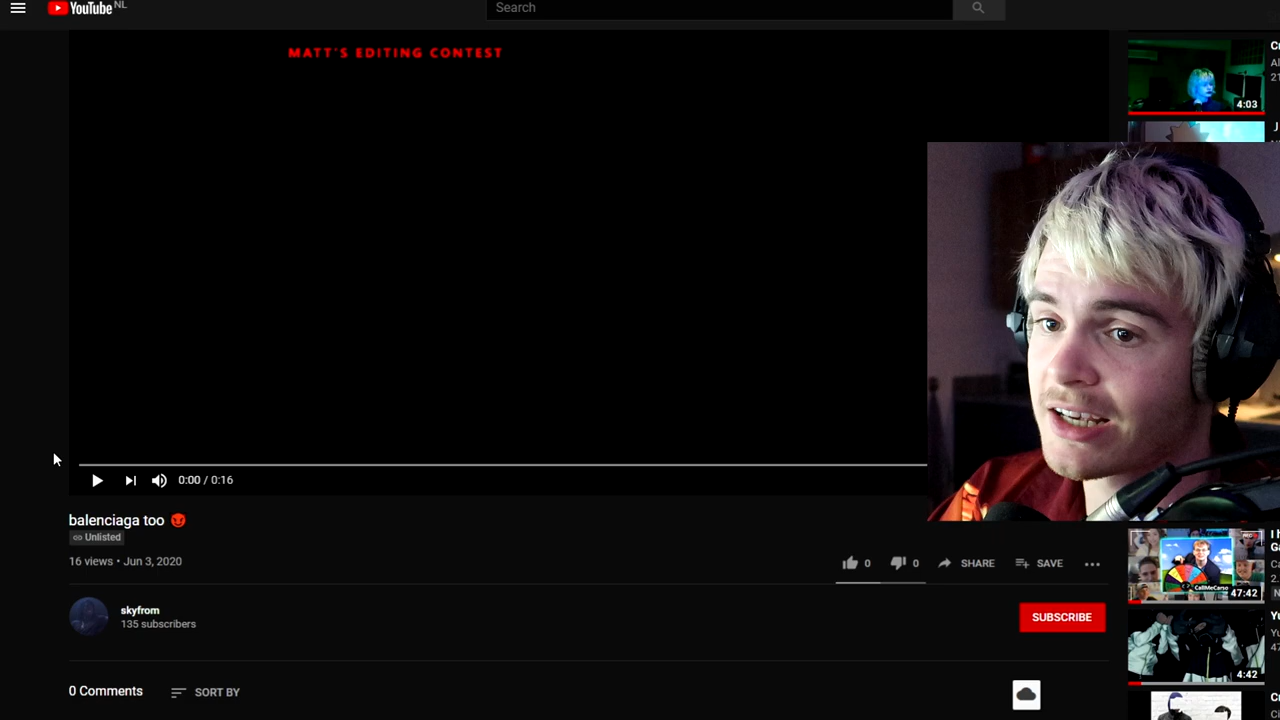 YouTube NL
Search
MATT'S EDITING CONTEST
4:03
0:00 / 0:16
balenciaga too
Unlisted
16 views • Jun 3, 2020
0
0
SHARE
SAVE
skyfrom
135 subscribers
SUBSCRIBE
0 Comments
SORT BY
CallMeCarso
47:42
4:42